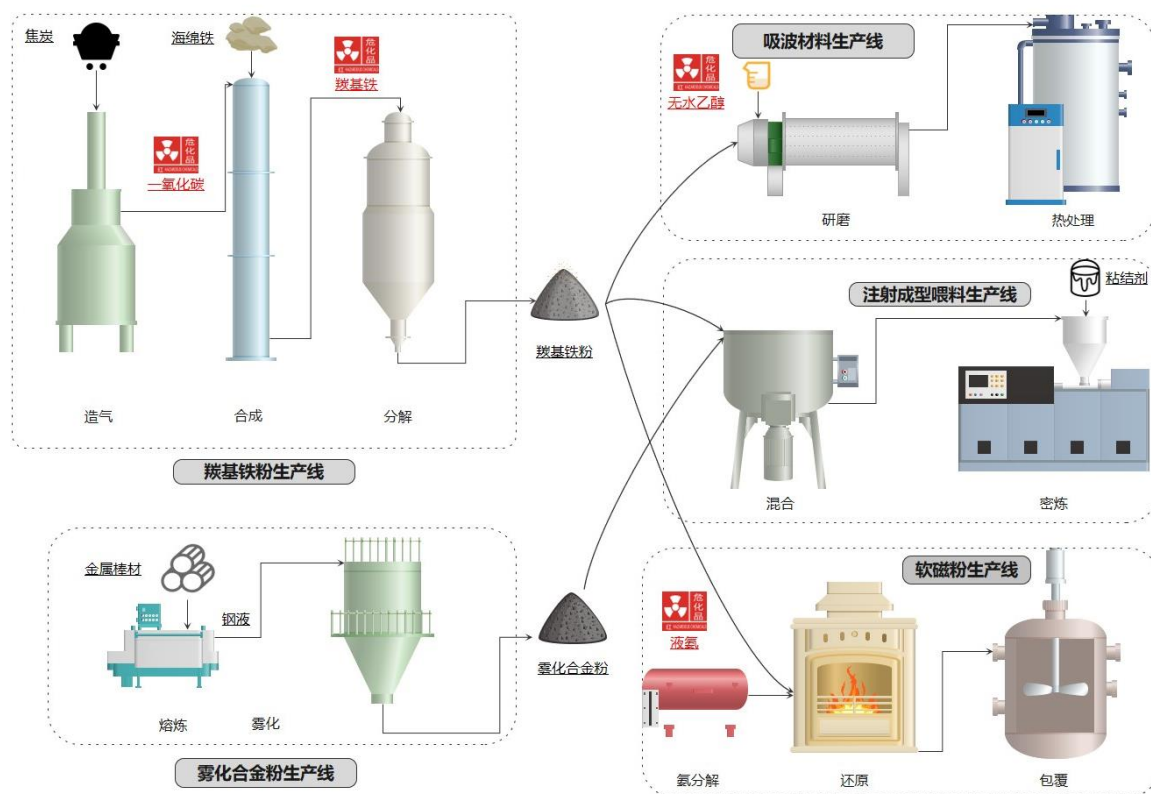 焦炭
海绵铁
危化品
羰基铁
危化品
一氧化碳
造气
合成
分解
羰基铁粉生产线
羰基铁粉
吸波材料生产线
危化品
无水乙醇
研磨
热处理
注射成型喂料生产线
粘结剂
混合
密炼
金属棒材
钢液
熔炼
雾化
雾化合金粉生产线
雾化合金粉
软磁粉生产线
危化品
液氨
氨分解
还原
包覆